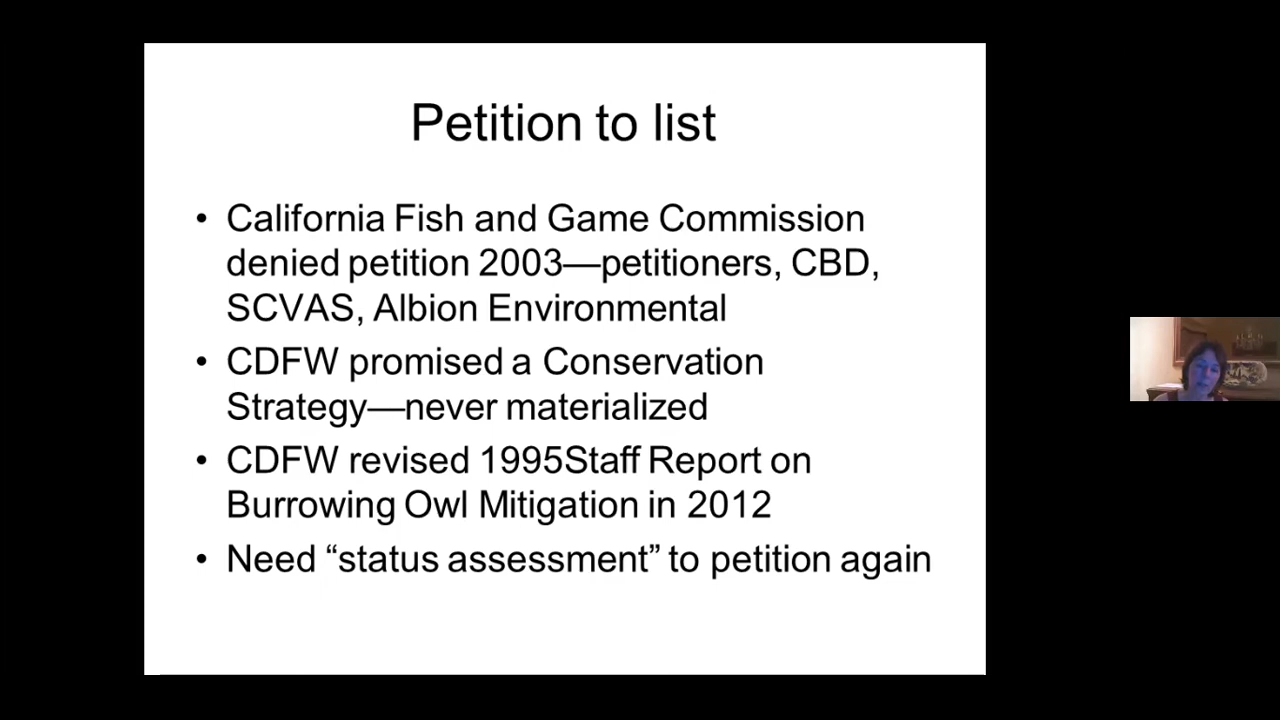 Petition to list
• California Fish and Game Commission
denied petition 2003—petitioners, CBD,
SCVAS, Albion Environmental
• CDFW promised a Conservation
Strategy—never materialized
• CDFW revised 1995Staff Report on
Burrowing Owl Mitigation in 2012
• Need “status assessment” to petition again